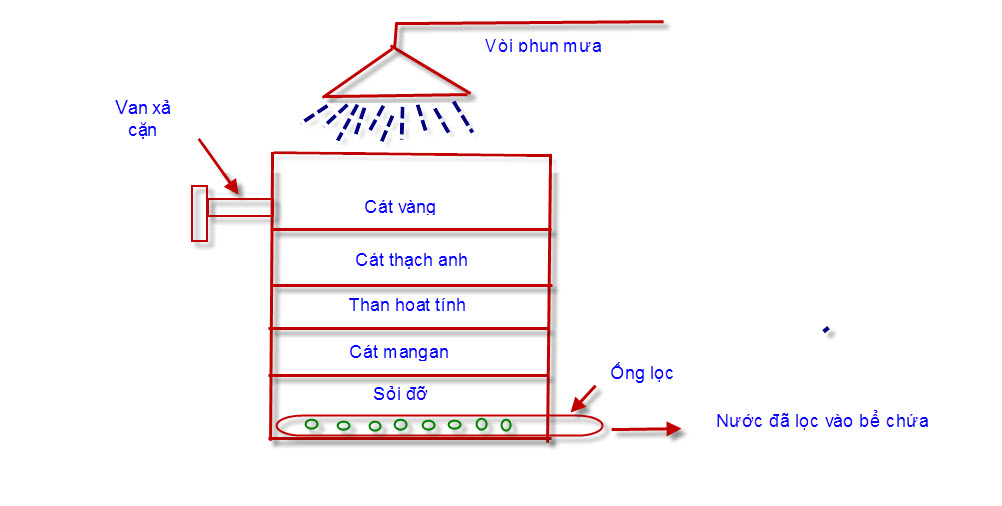 Vòi phun mưa
Van xả
cặn
Cát vàng
Cát thạch anh
Than hoạt tính
Cát mangan
Ống lọc
Sỏi đỡ
Nước đã lọc vào bể chứa